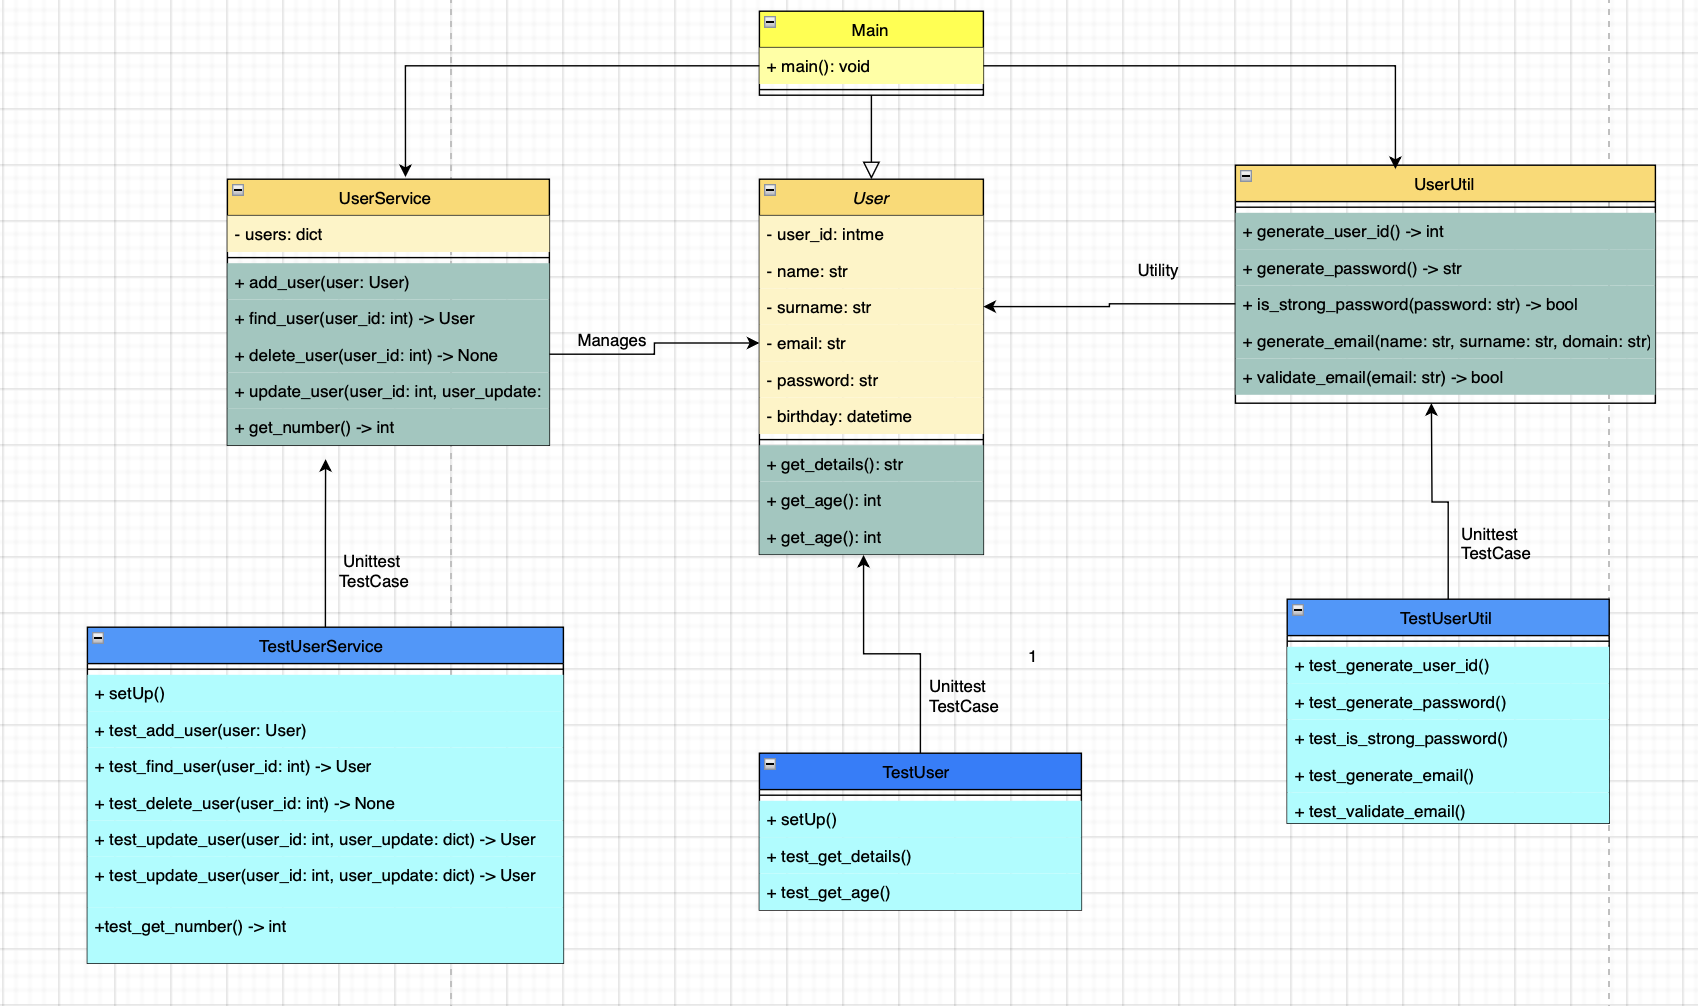 Main
+ main(): void
UserService
- users: dict
+ add_user(user: User)
+ find_user(user_id: int) -> User
+ delete_user(user_id: int) -> None
+ update_user(user_id: int, user_update:
+ get_number() -> int
Manages
User
- user_id: intme
- name: str
- surname: str
- email: str
- password: str
- birthday: datetime
+ get_details(): str
+ get_age(): int
+ get_age(): int
Utility
UserUtil
+ generate_user_id() -> int
+ generate_password() -> str
+ is_strong_password(password: str) -> bool
+ generate_email(name: str, surname: str, domain: str)
+ validate_email(email: str) -> bool
Unittest
TestCase
TestUserService
+ setUp()
+ test_add_user(user: User)
+ test_find_user(user_id: int) -> User
+ test_delete_user(user_id: int) -> None
+ test_update_user(user_id: int, user_update: dict) -> User
+ test_update_user(user_id: int, user_update: dict) -> User
+test_get_number() -> int
1
Unittest
TestCase
TestUser
+ setUp()
+ test_get_details()
+ test_get_age()
Unittest
TestCase
TestUserUtil
+ test_generate_user_id()
+ test_generate_password()
+ test_is_strong_password()
+ test_generate_email()
+ test_validate_email()